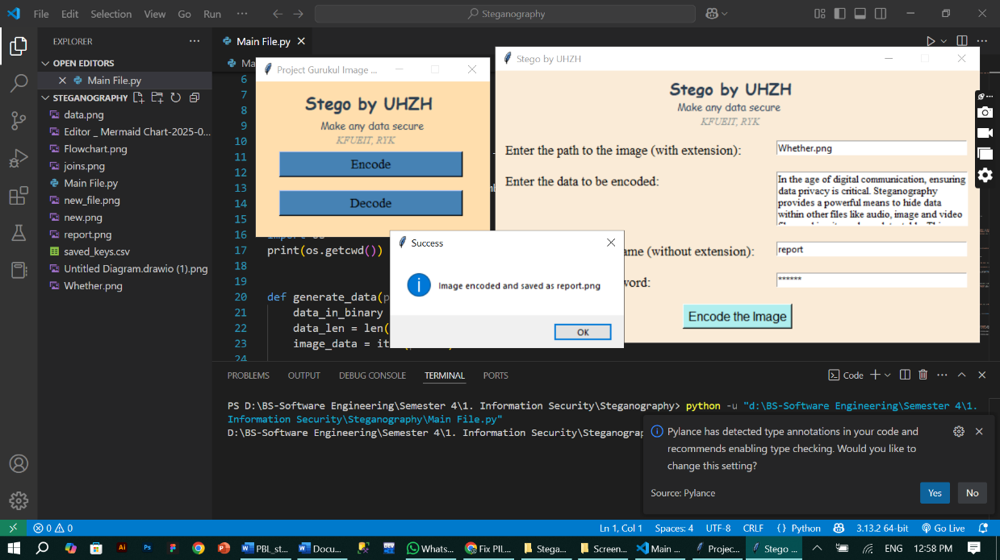 File Edit Selection View Go Run ··· Steganography
EXPLORER ···
OPEN EDITORS
Main File.py
STEGANOGRAPHY
data.png
Editor _ Mermaid Chart-2025-0...
Flowchart.png
joins.png
Main File.py
new_file.png
new.png
report.png
saved_keys.csv
Untitled Diagram.drawio (1).png
Whether.png
Main File.py
6
7
8
9
10
11
12
13
14
15
16
17 print(os.getcwd())
18
19
20 def generate_data(
21 data_in_binary
22 data_len = len(
23 image_data =
24
Project Gurukul Image ...
Stego by UHZH
Make any data secure
KFUEIT, RYK
Encode
Decode
Stego by UHZH
Stego by UHZH
Make any data secure
KFUEIT, RYK
Enter the path to the image (with extension): Whether.png
Enter the data to be encoded: In the age of digital communication, ensuring
data privacy is critical. Steganography
provides a powerful means to hide data
within other files like audio, image and video
(without extension): report
******
Encode the Image
Success
Image encoded and saved as report.png
OK
PROBLEMS OUTPUT DEBUG CONSOLE TERMINAL PORTS
Code
PS D:\BS-Software Engineering\Semester 4\1. Information Security\Steganography> python -u "d:\BS-Software Engineering\Semester 4\1.
Information Security\Steganography\Main File.py"
D:\BS-Software Engineering\Semester 4\1. Information Security\Steganograp
Pylance has detected type annotations in your code and
recommends enabling type checking. Would you like to
change this setting?
Source: Pylance
Yes No
0 0 Ln 1, Col 1 Spaces: 4 UTF-8 CRLF {} Python 3.13.2 64-bit Go Live
Ai Ps PBL_st... Docu... DEV Whats... Fix PIL... Stega... Screen... Main ... Projec... Stego ... ENG 12:58 PM